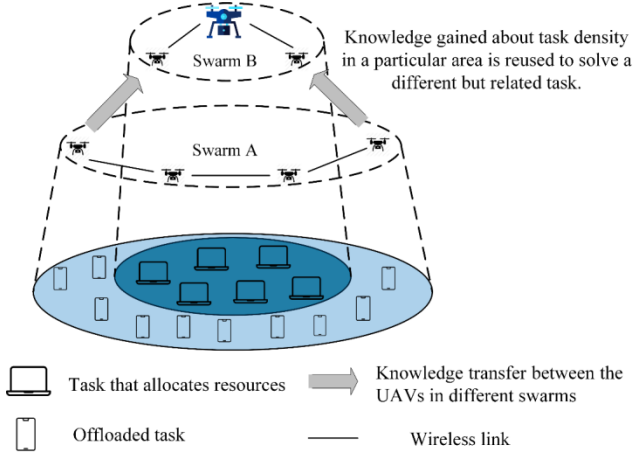 Swarm B
Knowledge gained about task density
in a particular area is reused to solve a
different but related task.
Swarm A
Task that allocates resources
Knowledge transfer between the
UAVs in different swarms
Offloaded task
Wireless link